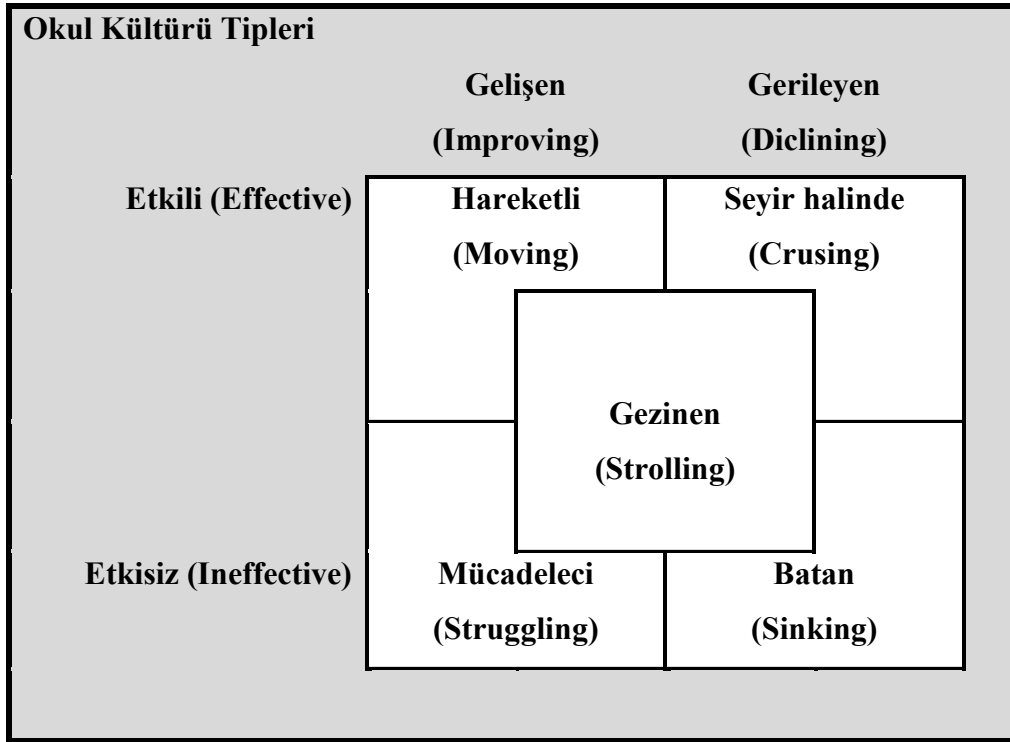 Okul Kültürü Tipleri
Gelişen Gerileyen
(Improving) (Diclining)
Etkili (Effective) Hareketli Seyir halinde
(Moving) (Crusing)
Gezinen
(Strolling)
Etkisiz (Ineffective) Mücadeleci Batan
(Struggling) (Sinking)